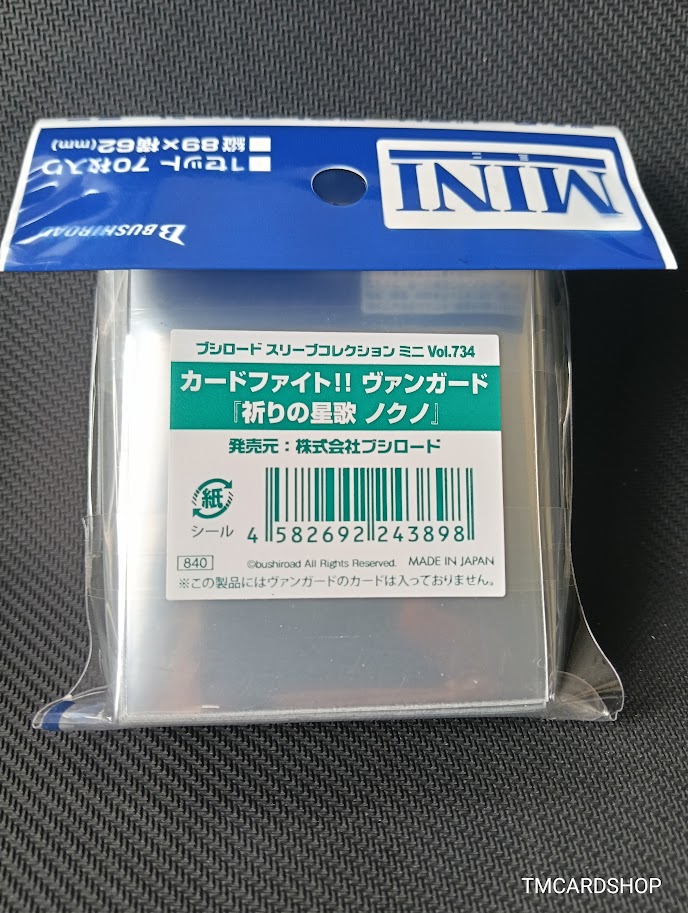 MINI
ミニ
■1セット 70枚入り
■縦89×横62(mm)
BUSHIROAD
ブシロード スリーブコレクション ミニ Vol.734
カードファイト!! ヴァンガード
『祈りの星歌 ノクノ』
発売元：株式会社ブシロード
紙
シール
4 582692 243898
840
©bushiroad All Rights Reserved. MADE IN JAPAN
※この製品にはヴァンガードのカードは入っておりません。
TMCARDSHOP